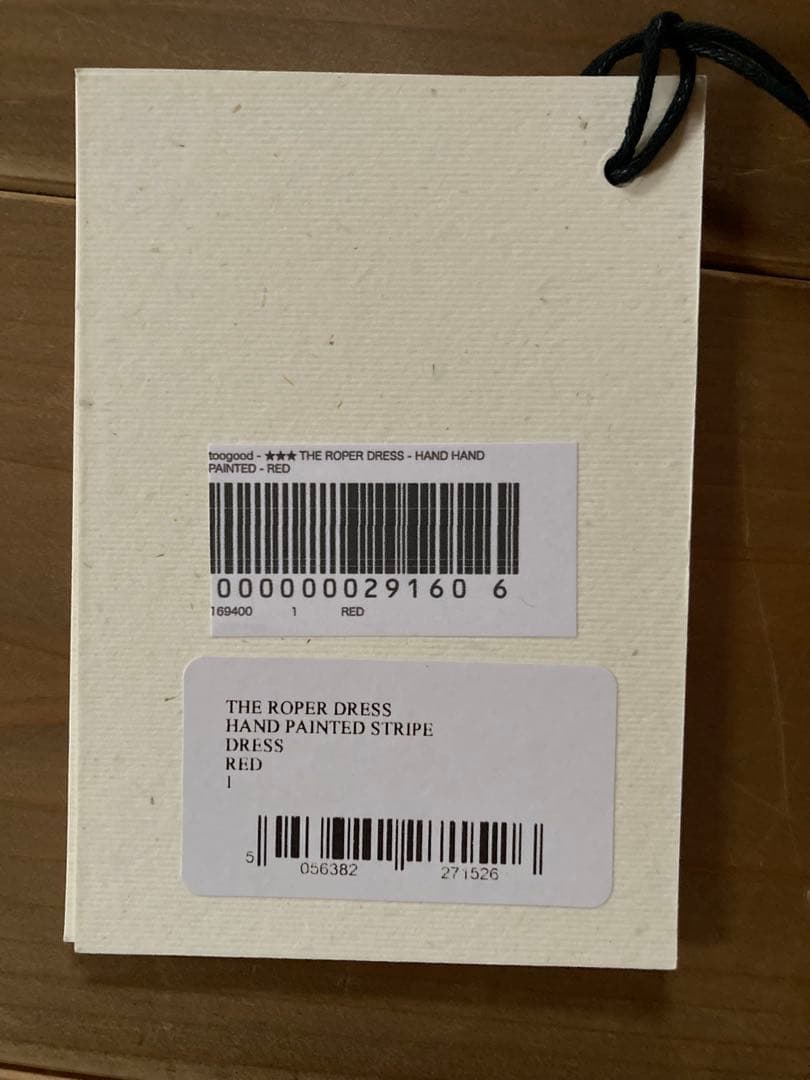 toogood - ★★★ THE ROPER DRESS - HAND HAND
PAINTED - RED
000000029160 6
169400 1 RED
THE ROPER DRESS
HAND PAINTED STRIPE
DRESS
RED
1
5 056382 271526